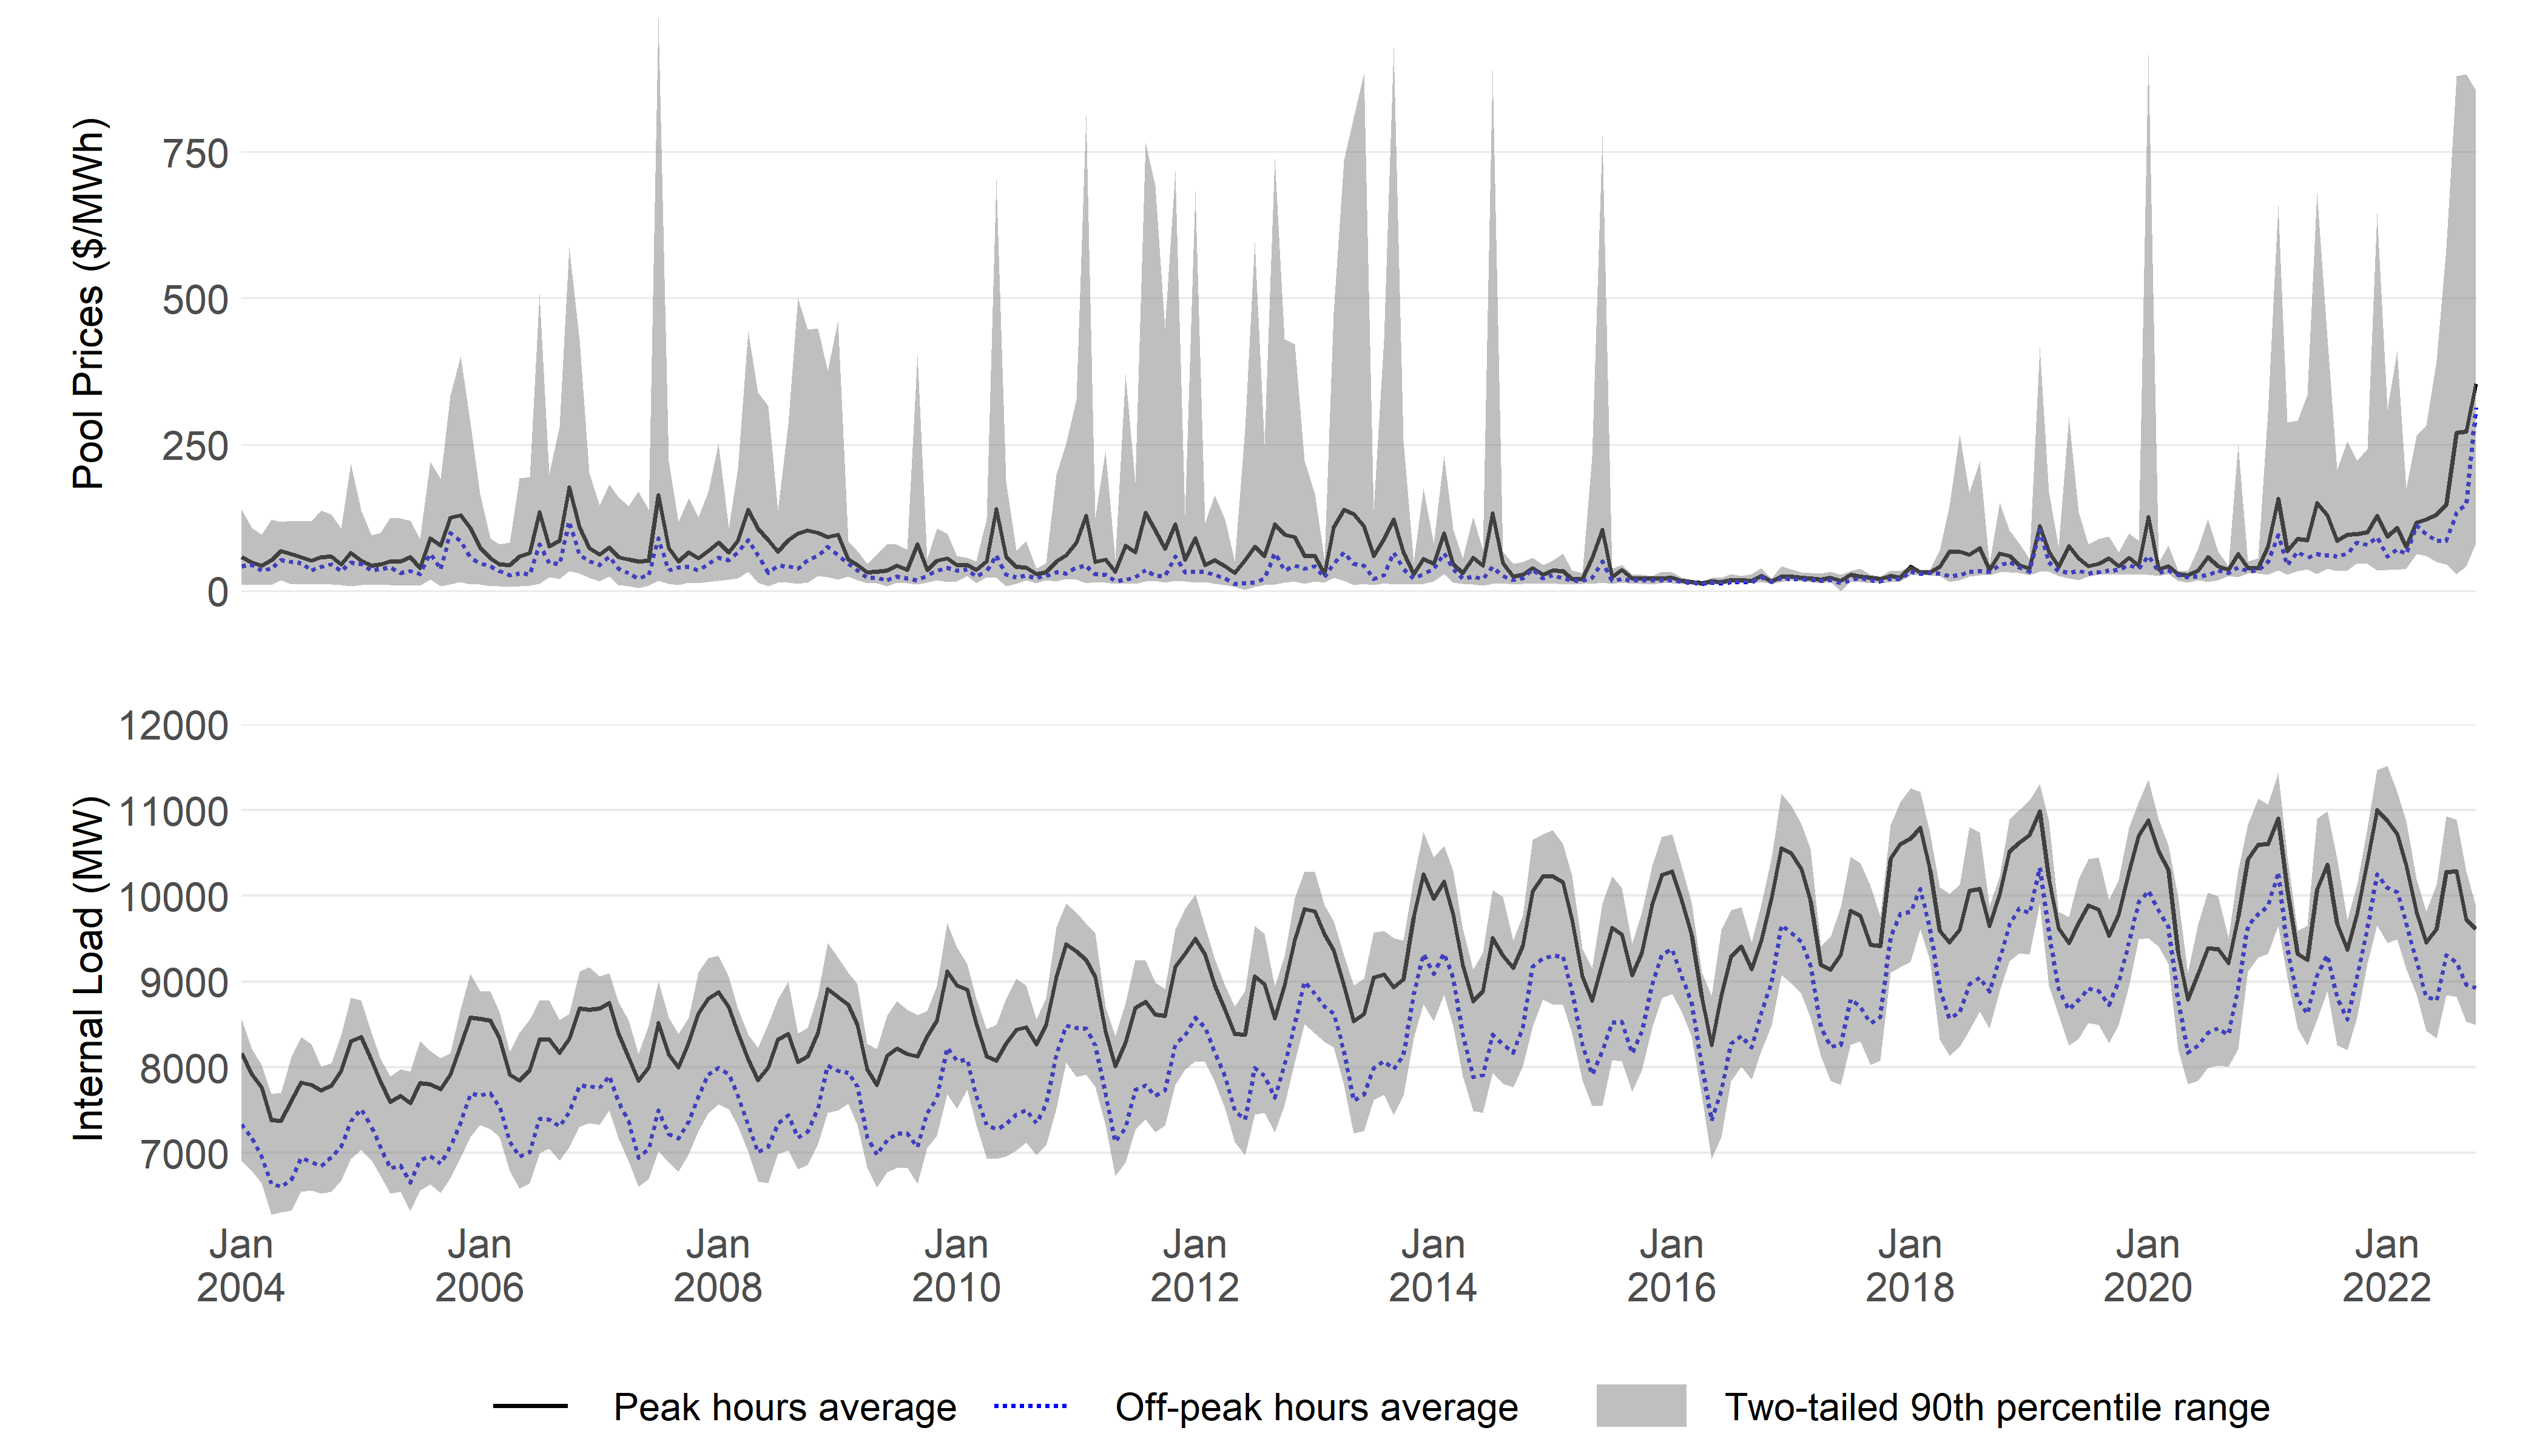 Pool Prices ($/MWh)
750
500
250
0
Internal Load (MW)
12000
11000
10000
9000
8000
7000
Jan Jan Jan Jan Jan Jan Jan Jan Jan Jan
2004 2006 2008 2010 2012 2014 2016 2018 2020 2022
Peak hours average Off-peak hours average Two-tailed 90th percentile range